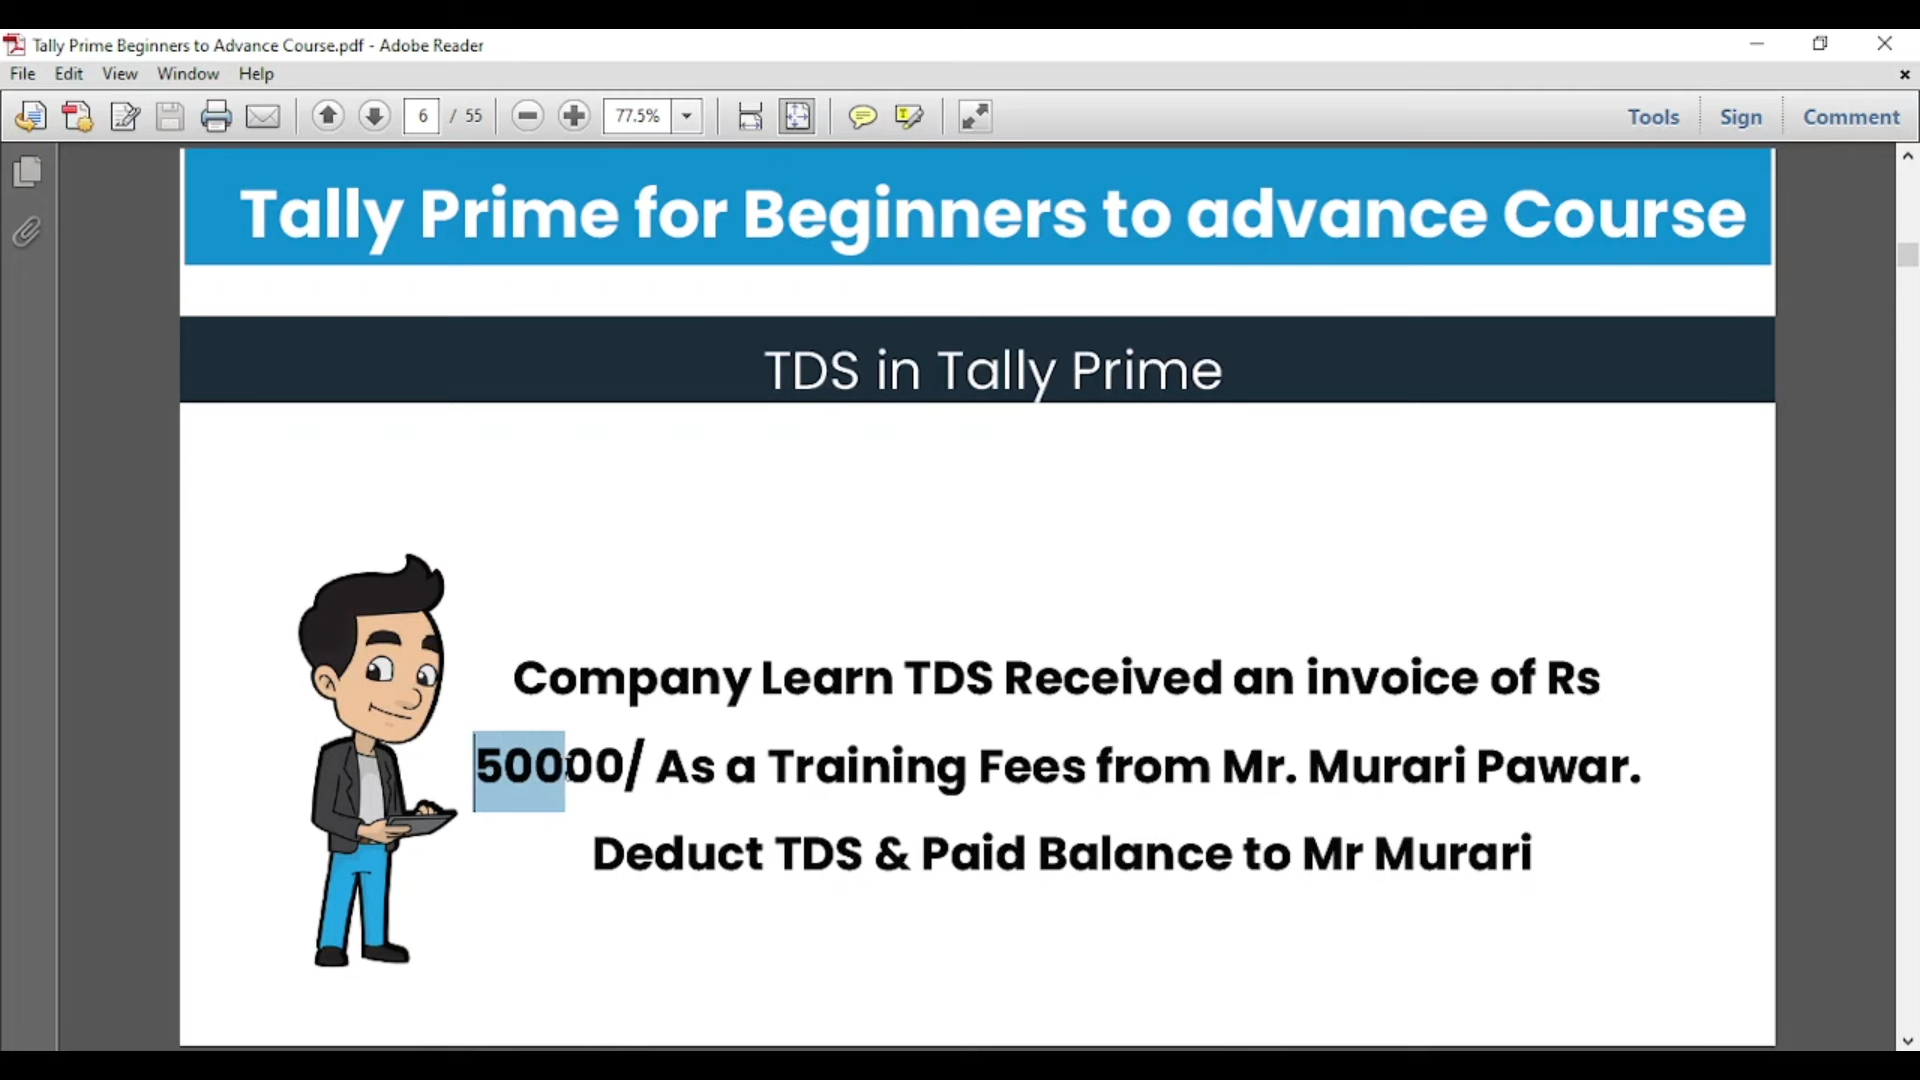 Tally Prime Beginners to Advance Course.pdf - Adobe Reader
File Edit View Window Help
6 / 55 77.5% Tools Sign Comment
Tally Prime for Beginners to advance Course
TDS in Tally Prime
Company Learn TDS Received an invoice of Rs
50000/ As a Training Fees from Mr. Murari Pawar.
Deduct TDS & Paid Balance to Mr Murari